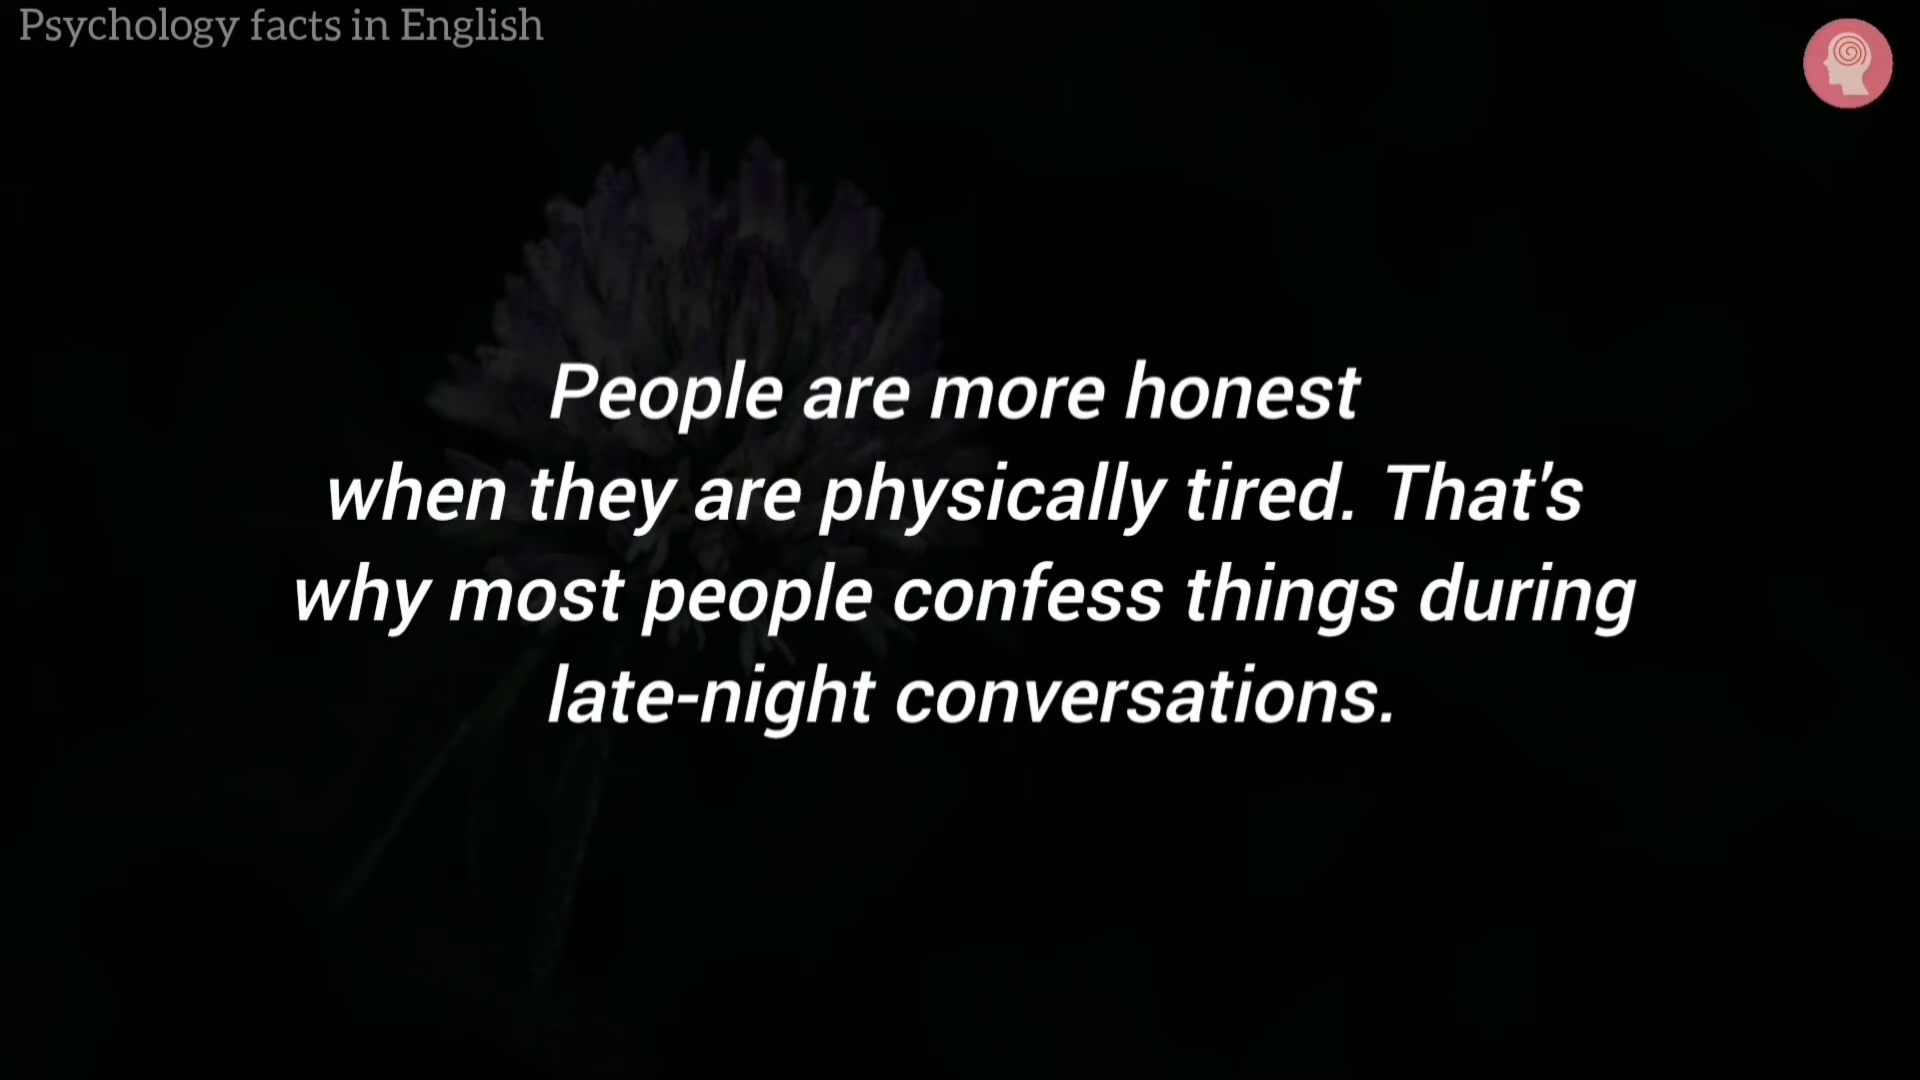 Psychology facts in English
People are more honest
when they are physically tired. That's
why most people confess things during
late-night conversations.